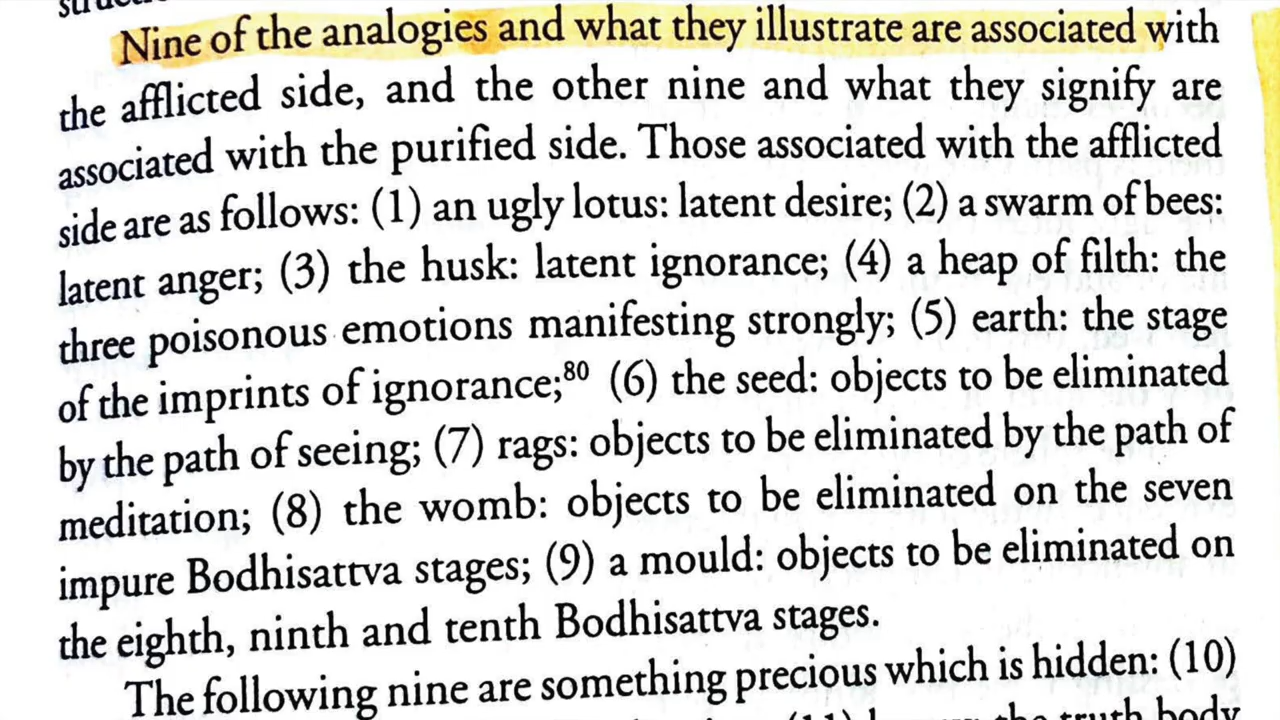 Nine of the analogies and what they illustrate are associated with
the afflicted side, and the other nine and what they signify are
associated with the purified side. Those associated with the afflicted
side are as follows: (1) an ugly lotus: latent desire; (2) a swarm of bees:
latent anger; (3) the husk: latent ignorance; (4) a heap of filth: the
three poisonous emotions manifesting strongly; (5) earth: the stage
of the imprints of ignorance;⁸⁰ (6) the seed: objects to be eliminated
by the path of seeing; (7) rags: objects to be eliminated by the path of
meditation; (8) the womb: objects to be eliminated on the seven
impure Bodhisattva stages; (9) a mould: objects to be eliminated on
the eighth, ninth and tenth Bodhisattva stages.
The following nine are something precious which is hidden: (10)
(11) the truth body